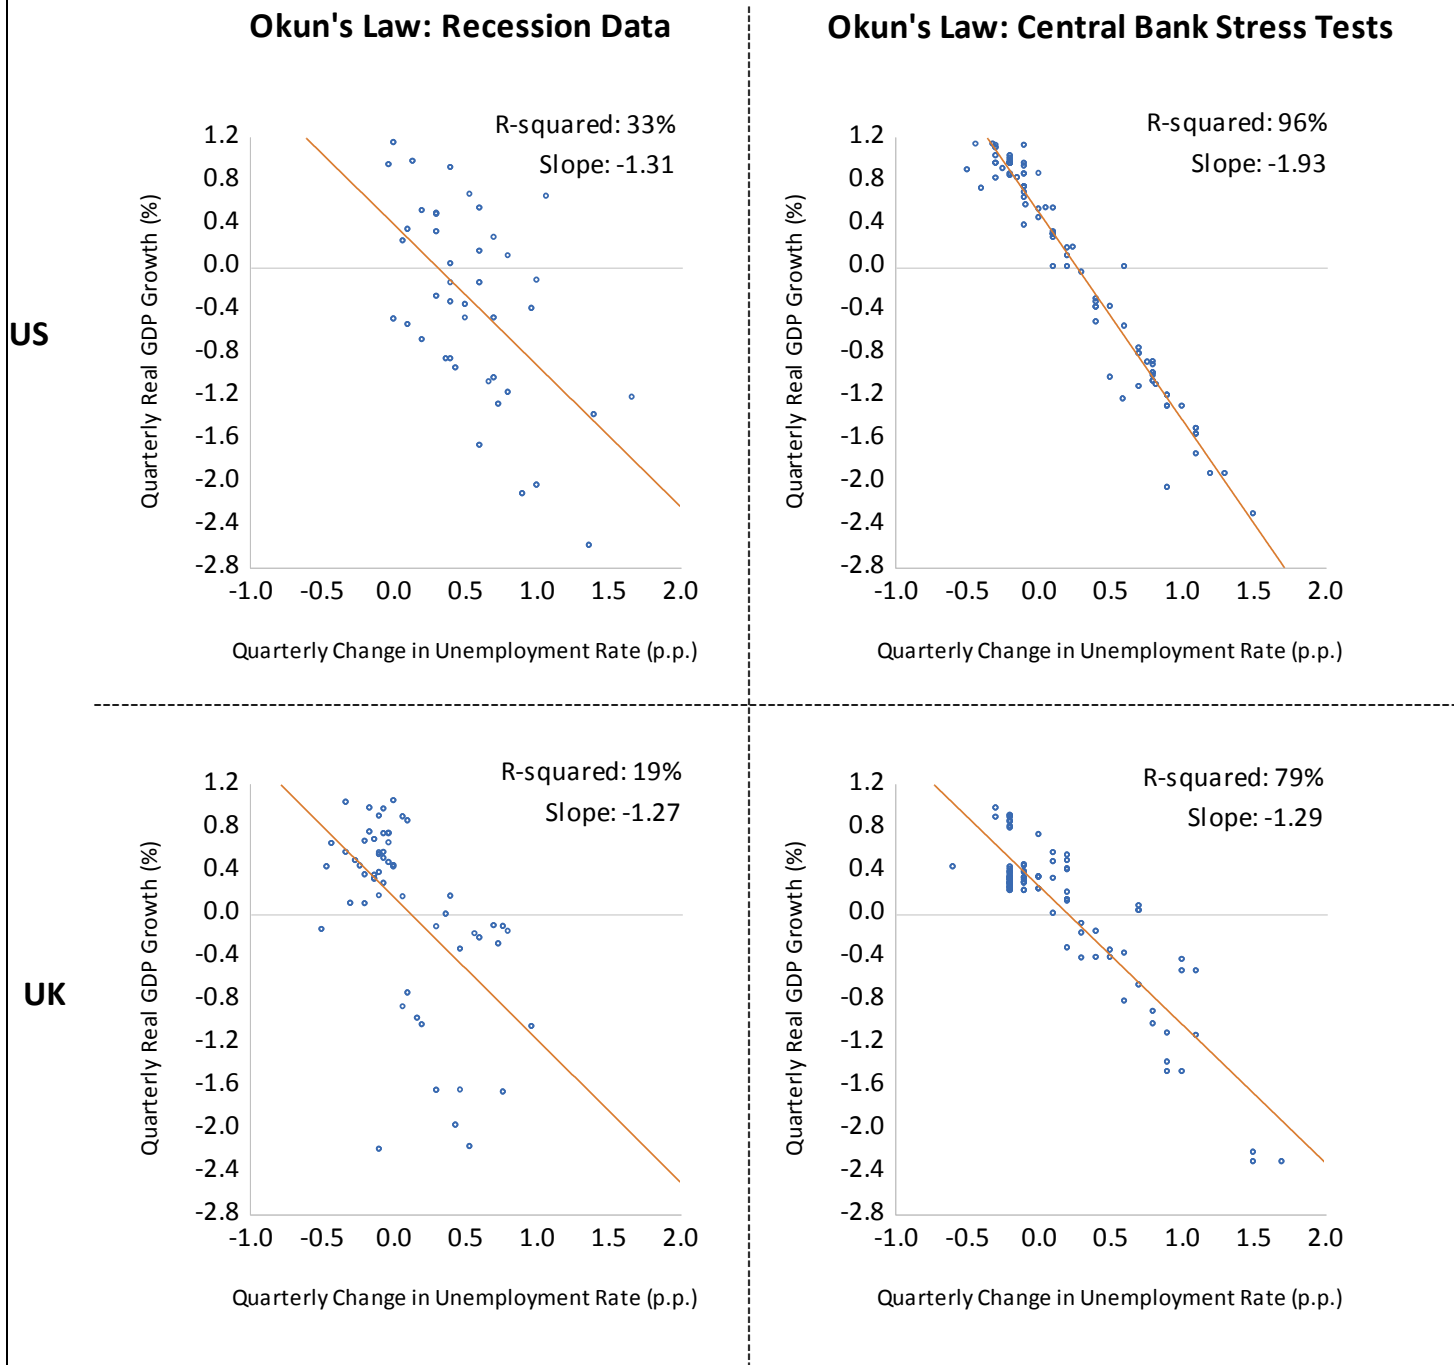 Okun's Law: Recession Data
Okun's Law: Central Bank Stress Tests
US
R-squared: 33%
Slope: -1.31
Quarterly Real GDP Growth (%)
1.2
0.8
0.4
0.0
-0.4
-0.8
-1.2
-1.6
-2.0
-2.4
-2.8
-1.0 -0.5 0.0 0.5 1.0 1.5 2.0
Quarterly Change in Unemployment Rate (p.p.)
R-squared: 96%
Slope: -1.93
Quarterly Real GDP Growth (%)
1.2
0.8
0.4
0.0
-0.4
-0.8
-1.2
-1.6
-2.0
-2.4
-2.8
-1.0 -0.5 0.0 0.5 1.0 1.5 2.0
Quarterly Change in Unemployment Rate (p.p.)
UK
R-squared: 19%
Slope: -1.27
Quarterly Real GDP Growth (%)
1.2
0.8
0.4
0.0
-0.4
-0.8
-1.2
-1.6
-2.0
-2.4
-2.8
-1.0 -0.5 0.0 0.5 1.0 1.5 2.0
Quarterly Change in Unemployment Rate (p.p.)
R-squared: 79%
Slope: -1.29
Quarterly Real GDP Growth (%)
1.2
0.8
0.4
0.0
-0.4
-0.8
-1.2
-1.6
-2.0
-2.4
-2.8
-1.0 -0.5 0.0 0.5 1.0 1.5 2.0
Quarterly Change in Unemployment Rate (p.p.)